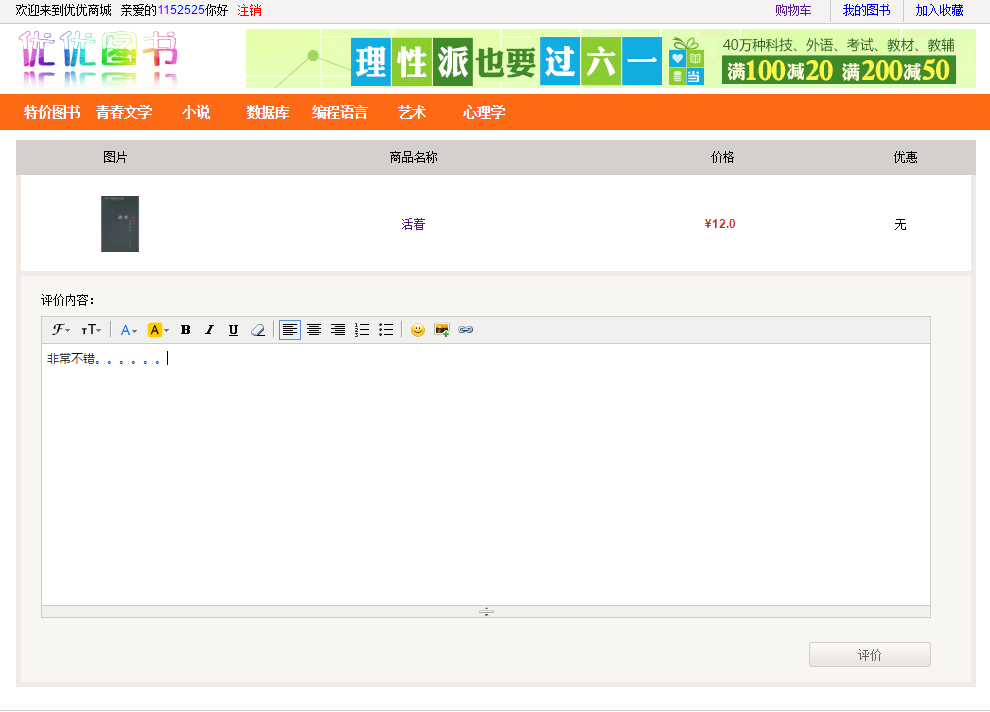 欢迎来到优优商城 亲爱的1152525你好 注销 购物车 我的图书 加入收藏
优优图书
理性派也要过六一 当
40万种科技、外语、考试、教材、教辅
满100减20 满200减50
特价图书 青春文学 小说 数据库 编程语言 艺术 心理学
图片 商品名称 价格 优惠
活着 ¥12.0 无
评价内容：
非常不错。。。。。。
评价